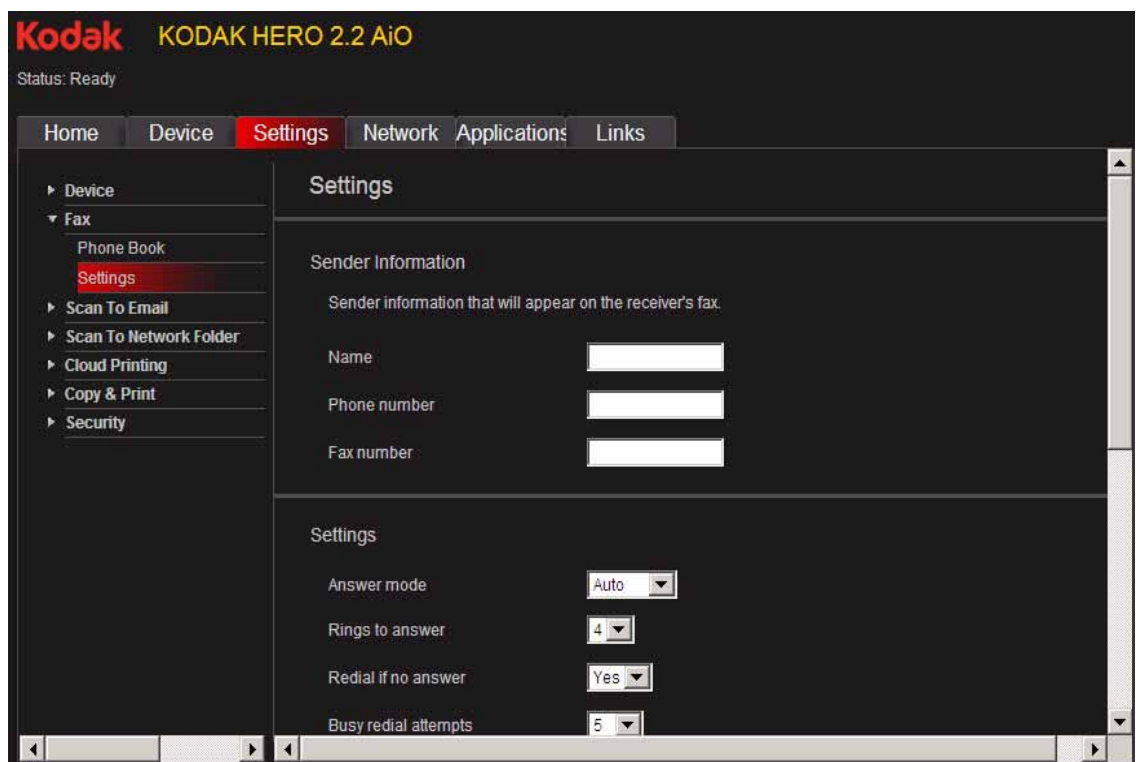 Kodak KODAK HERO 2.2 AiO
Status: Ready
Home Device Settings Network Applications Links
Device
Fax
Phone Book
Settings
Scan To Email
Scan To Network Folder
Cloud Printing
Copy & Print
Security
Settings
Sender Information
Sender information that will appear on the receiver's fax.
Name
Phone number
Fax number
Settings
Answer mode Auto
Rings to answer 4
Redial if no answer Yes
Busy redial attempts 5